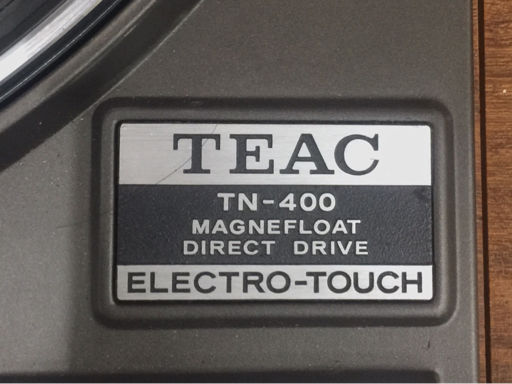 TEAC
TN-400
MAGNEFLOAT
DIRECT DRIVE
ELECTRO-TOUCH